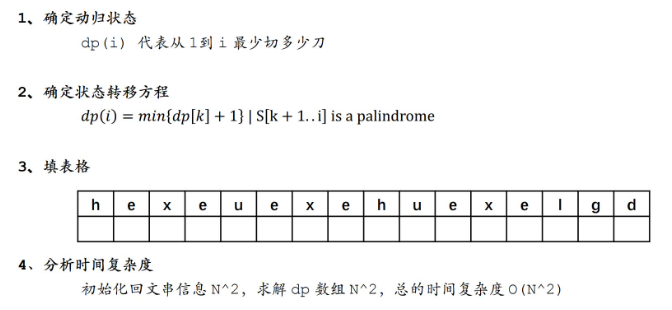 1、确定动归状态
dp(i) 代表从1到 i 最少切多少刀
2、确定状态转移方程
dp(i) = min{dp[k] + 1} | S[k + 1..i] is a palindrome
3、填表格
h e x e u e x e h u e x e l g d
4、分析时间复杂度
初始化回文串信息 N^2, 求解 dp 数组 N^2, 总的时间复杂度 O(N^2)